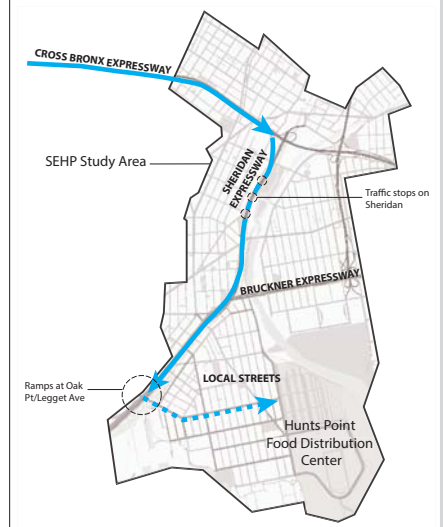 CROSS BRONX EXPRESSWAY
SEHP Study Area
SHERIDAN
EXPRESSWAY
Traffic stops on
Sheridan
BRUCKNER EXPRESSWAY
Ramps at Oak
Pt/Legget Ave
LOCAL STREETS
Hunts Point
Food Distribution
Center